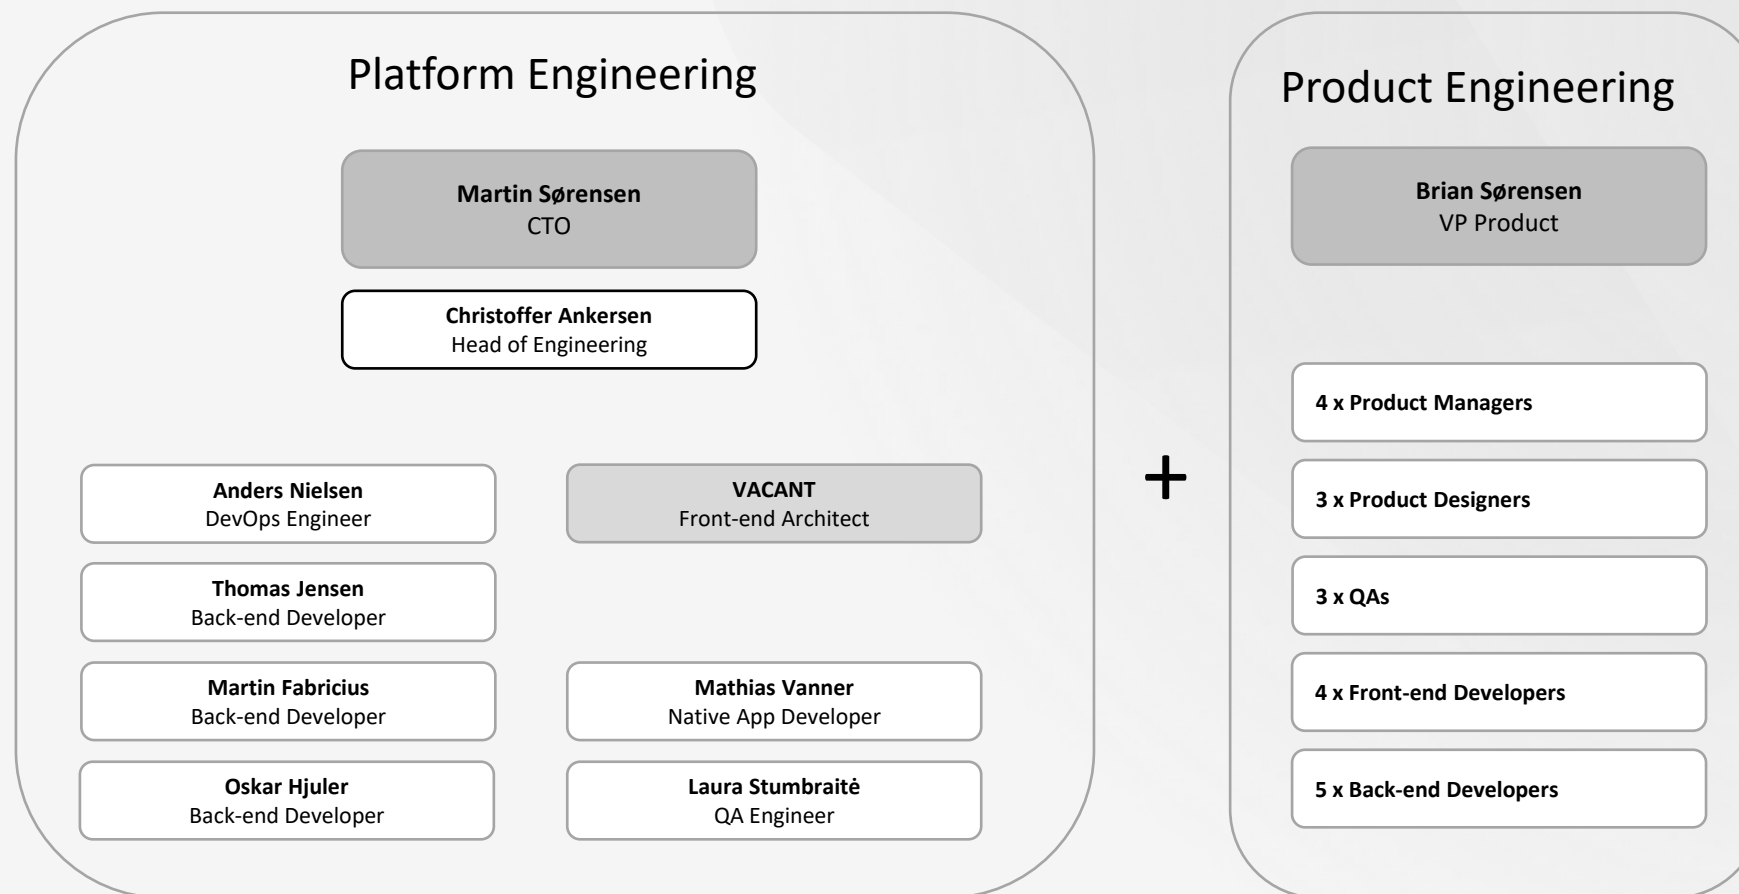 Platform Engineering
Martin Sørensen
CTO
Christoffer Ankersen
Head of Engineering
Anders Nielsen
DevOps Engineer
Thomas Jensen
Back-end Developer
Martin Fabricius
Back-end Developer
Oskar Hjuler
Back-end Developer
VACANT
Front-end Architect
Mathias Vanner
Native App Developer
Laura Stumbraitė
QA Engineer
+
Product Engineering
Brian Sørensen
VP Product
4 x Product Managers
3 x Product Designers
3 x QAs
4 x Front-end Developers
5 x Back-end Developers